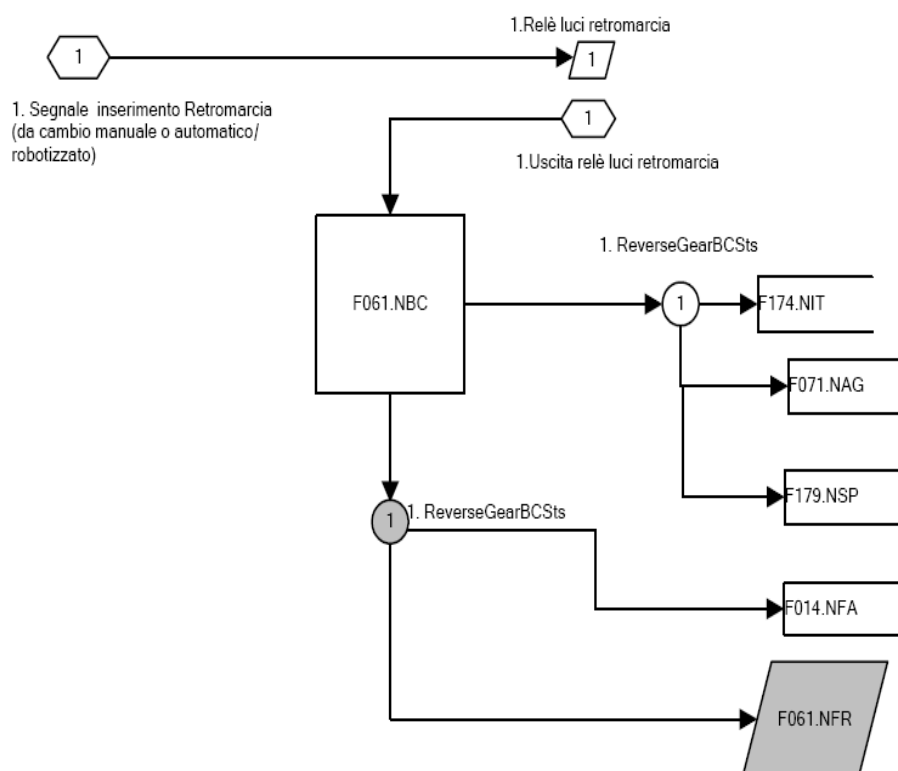 1.Relè luci retromarcia
1
1
1. Segnale inserimento Retromarcia
(da cambio manuale o automatico/
robotizzato)
1
1.Uscita relè luci retromarcia
1. ReverseGearBCSts
F061.NBC
1
F174.NIT
F071.NAG
F179.NSP
1
1. ReverseGearBCSts
F014.NFA
F061.NFR